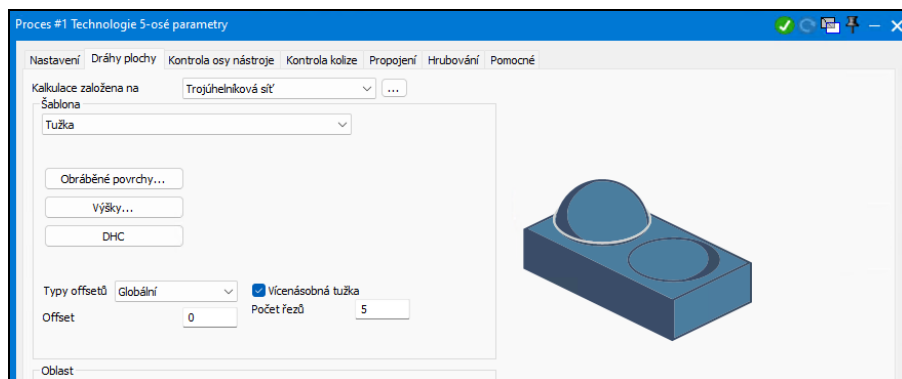 Proces #1 Technologie 5-osé parametry
Nastavení Dráhy plochy Kontrola osy nástroje Kontrola kolize Propojení Hrubování Pomocné
Kalkulace založena na Trojúhelníková síť ...
Šablona
Tužka
Obráběné povrchy...
Výšky...
DHC
Typy offsetů Globální Vícenásobná tužka
Offset 0 Počet řezů 5
Oblast